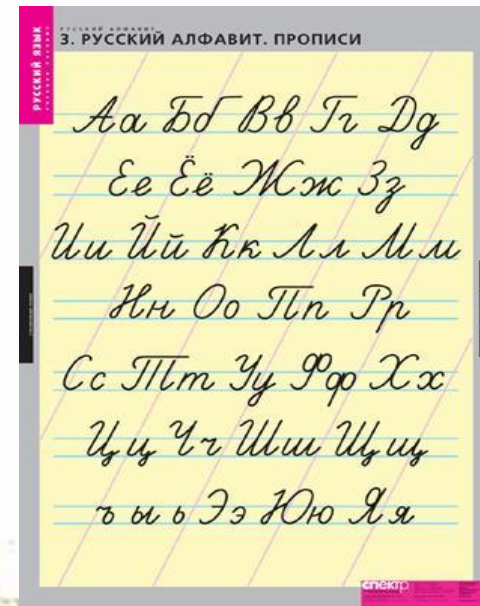 РУССКИЙ ЯЗЫК
РУССКИЙ АЛФАВИТ
3. РУССКИЙ АЛФАВИТ. ПРОПИСИ
Аа Бб Вв Гг Дд
Ее Ёё Жж Зз
Ии Йй Кк Лл Мм
Нн Оо Пп Рр
Сс Тт Уу Фф Хх
Цц Чч Шш Щщ
ъ ы ь Ээ Юю Яя
спектр